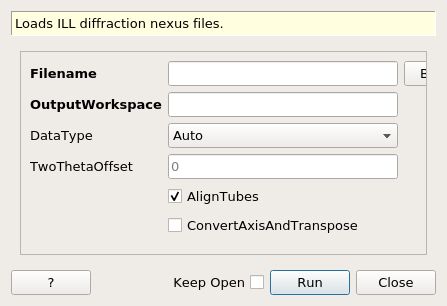 Loads ILL diffraction nexus files.
Filename
OutputWorkspace
DataType Auto
TwoThetaOffset 0
AlignTubes
ConvertAxisAndTranspose
? Keep Open Run Close